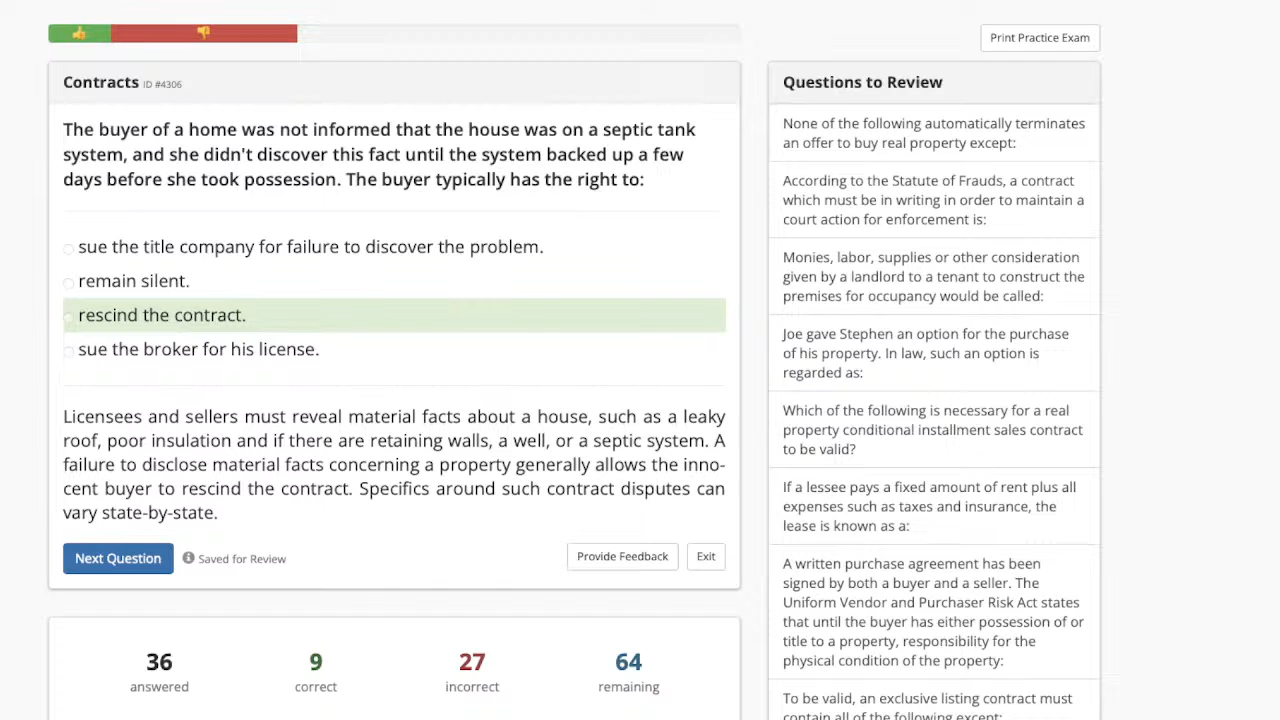 Print Practice Exam
Contracts ID #4306
The buyer of a home was not informed that the house was on a septic tank
system, and she didn't discover this fact until the system backed up a few
days before she took possession. The buyer typically has the right to:
sue the title company for failure to discover the problem.
remain silent.
rescind the contract.
sue the broker for his license.
Licensees and sellers must reveal material facts about a house, such as a leaky
roof, poor insulation and if there are retaining walls, a well, or a septic system. A
failure to disclose material facts concerning a property generally allows the inno-
cent buyer to rescind the contract. Specifics around such contract disputes can
vary state-by-state.
Next Question
Saved for Review
Provide Feedback
Exit
36
answered
9
correct
27
incorrect
64
remaining
Questions to Review
None of the following automatically terminates
an offer to buy real property except:
According to the Statute of Frauds, a contract
which must be in writing in order to maintain a
court action for enforcement is:
Monies, labor, supplies or other consideration
given by a landlord to a tenant to construct the
premises for occupancy would be called:
Joe gave Stephen an option for the purchase
of his property. In law, such an option is
regarded as:
Which of the following is necessary for a real
property conditional installment sales contract
to be valid?
If a lessee pays a fixed amount of rent plus all
expenses such as taxes and insurance, the
lease is known as a:
A written purchase agreement has been
signed by both a buyer and a seller. The
Uniform Vendor and Purchaser Risk Act states
that until the buyer has either possession of or
title to a property, responsibility for the
physical condition of the property:
To be valid, an exclusive listing contract must
contain all of the following except: